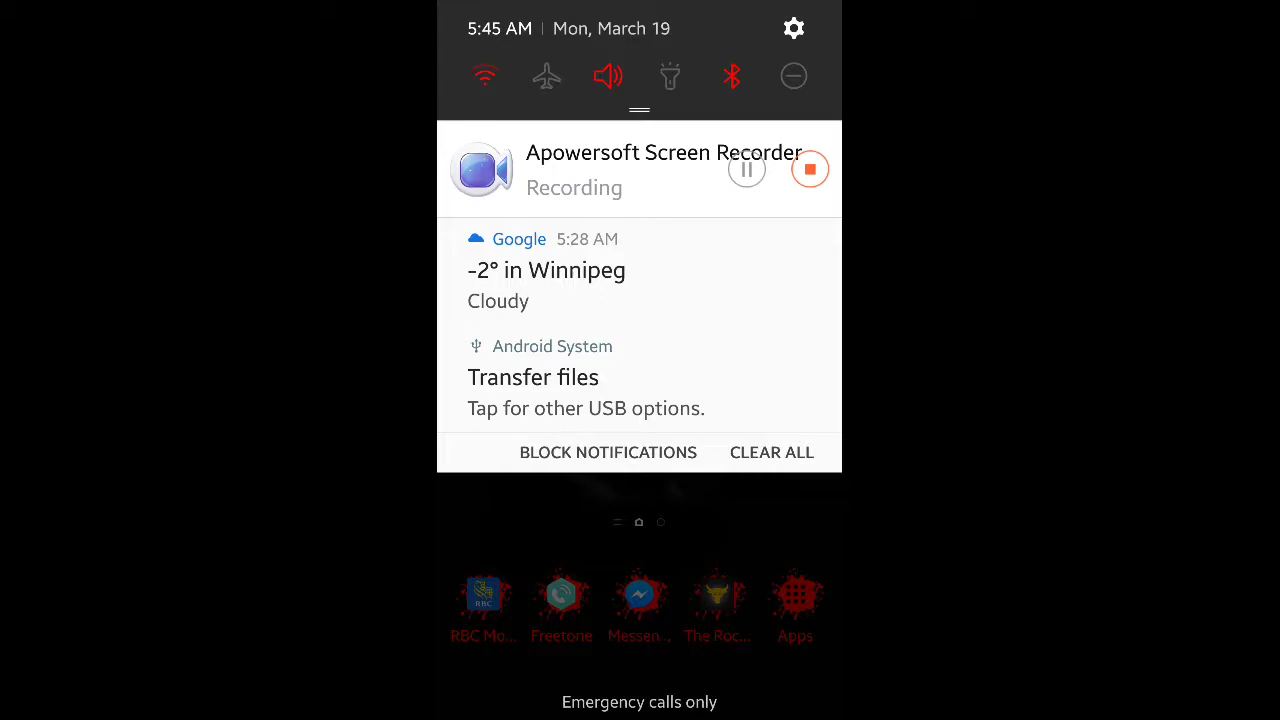 5:45 AM | Mon, March 19
Apowersoft Screen Recorder
Recording
Google 5:28 AM
-2° in Winnipeg
Cloudy
Android System
Transfer files
Tap for other USB options.
BLOCK NOTIFICATIONS CLEAR ALL
RBC
RBC Mo... Freetone Messen... The Roc... Apps
Emergency calls only